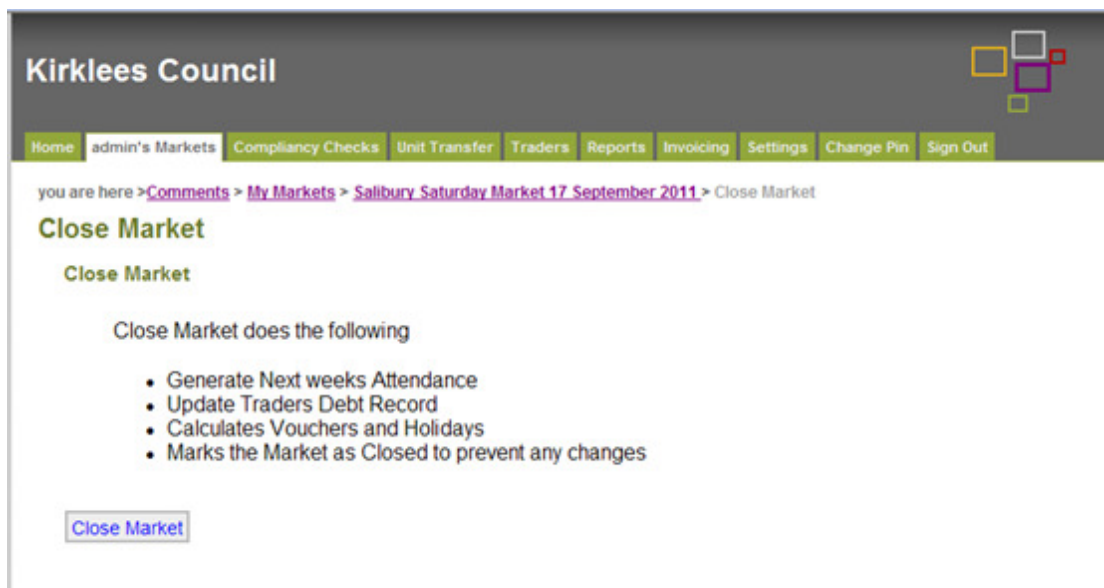 Kirklees Council
Home admin's Markets Compliancy Checks Unit Transfer Traders Reports Invoicing Settings Change Pin Sign Out
you are here >Comments > My Markets > Salibury Saturday Market 17 September 2011 > Close Market
Close Market
Close Market
Close Market does the following
• Generate Next weeks Attendance
• Update Traders Debt Record
• Calculates Vouchers and Holidays
• Marks the Market as Closed to prevent any changes
Close Market